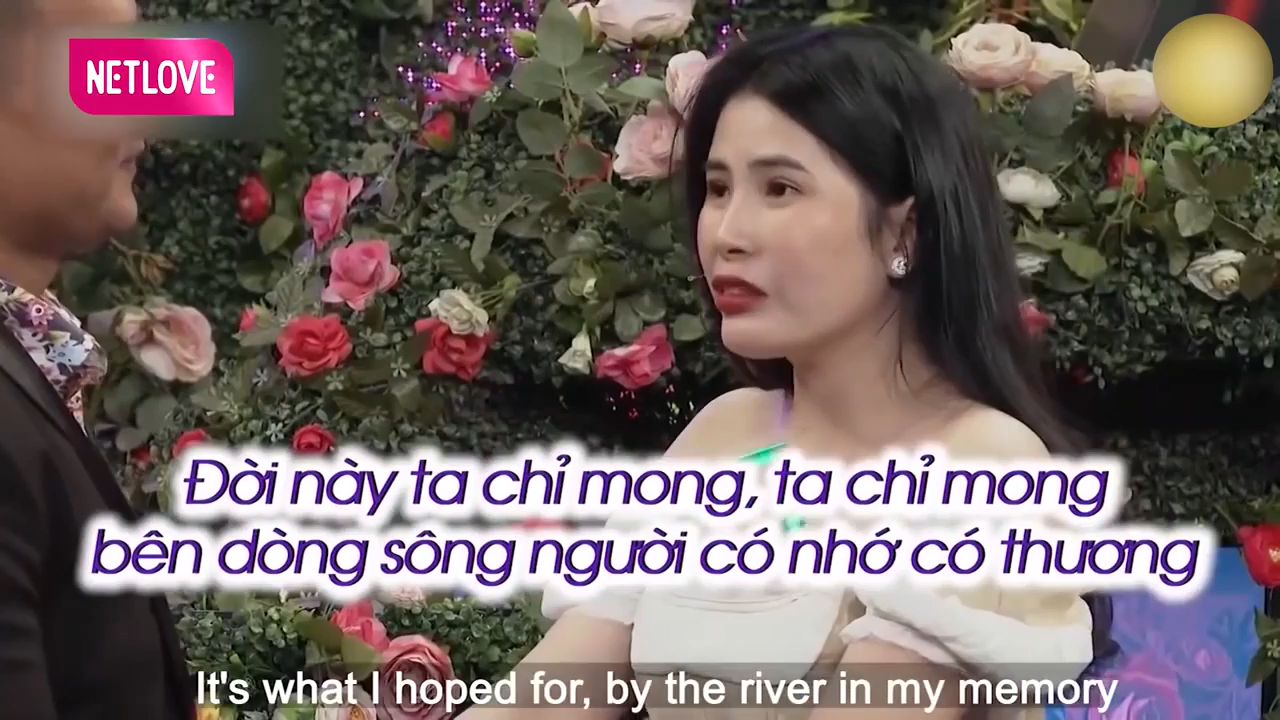 NETLOVE
Đời này ta chỉ mong, ta chỉ mong
bên dòng sông người có nhớ có thương
It's what I hoped for, by the river in my memory